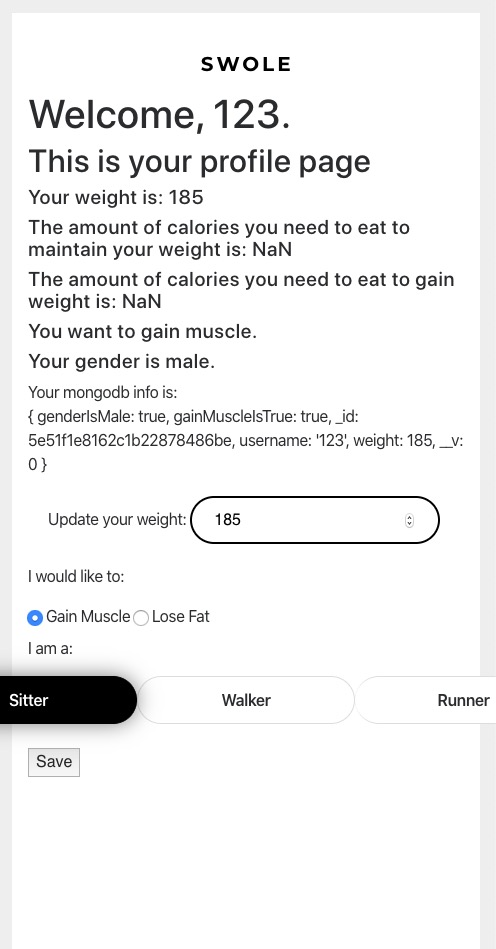 SWOLE
Welcome, 123.
This is your profile page
Your weight is: 185
The amount of calories you need to eat to
maintain your weight is: NaN
The amount of calories you need to eat to gain
weight is: NaN
You want to gain muscle.
Your gender is male.
Your mongodb info is:
{ genderIsMale: true, gainMuscleIsTrue: true, _id:
5e51f1e8162c1b22878486be, username: '123', weight: 185, __v:
0 }
Update your weight: 185
I would like to:
Gain Muscle Lose Fat
I am a:
Sitter Walker Runner
Save